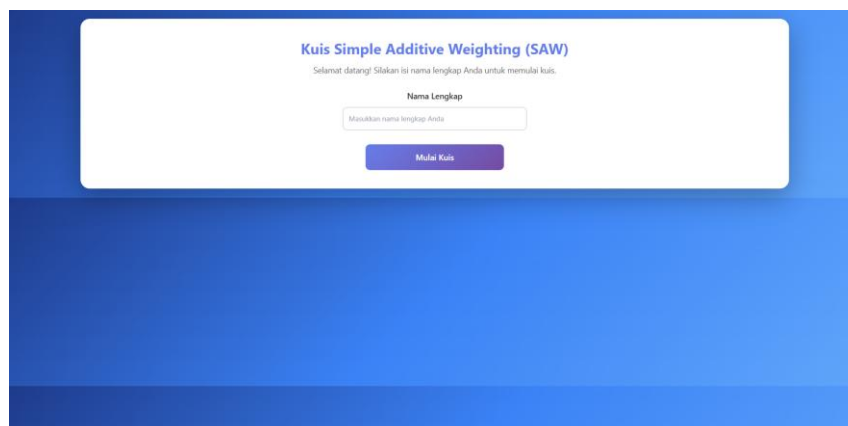 Kuis Simple Additive Weighting (SAW)
Selamat datang! Silakan isi nama lengkap Anda untuk memulai kuis.
Nama Lengkap
Masukkan nama lengkap Anda
Mulai Kuis